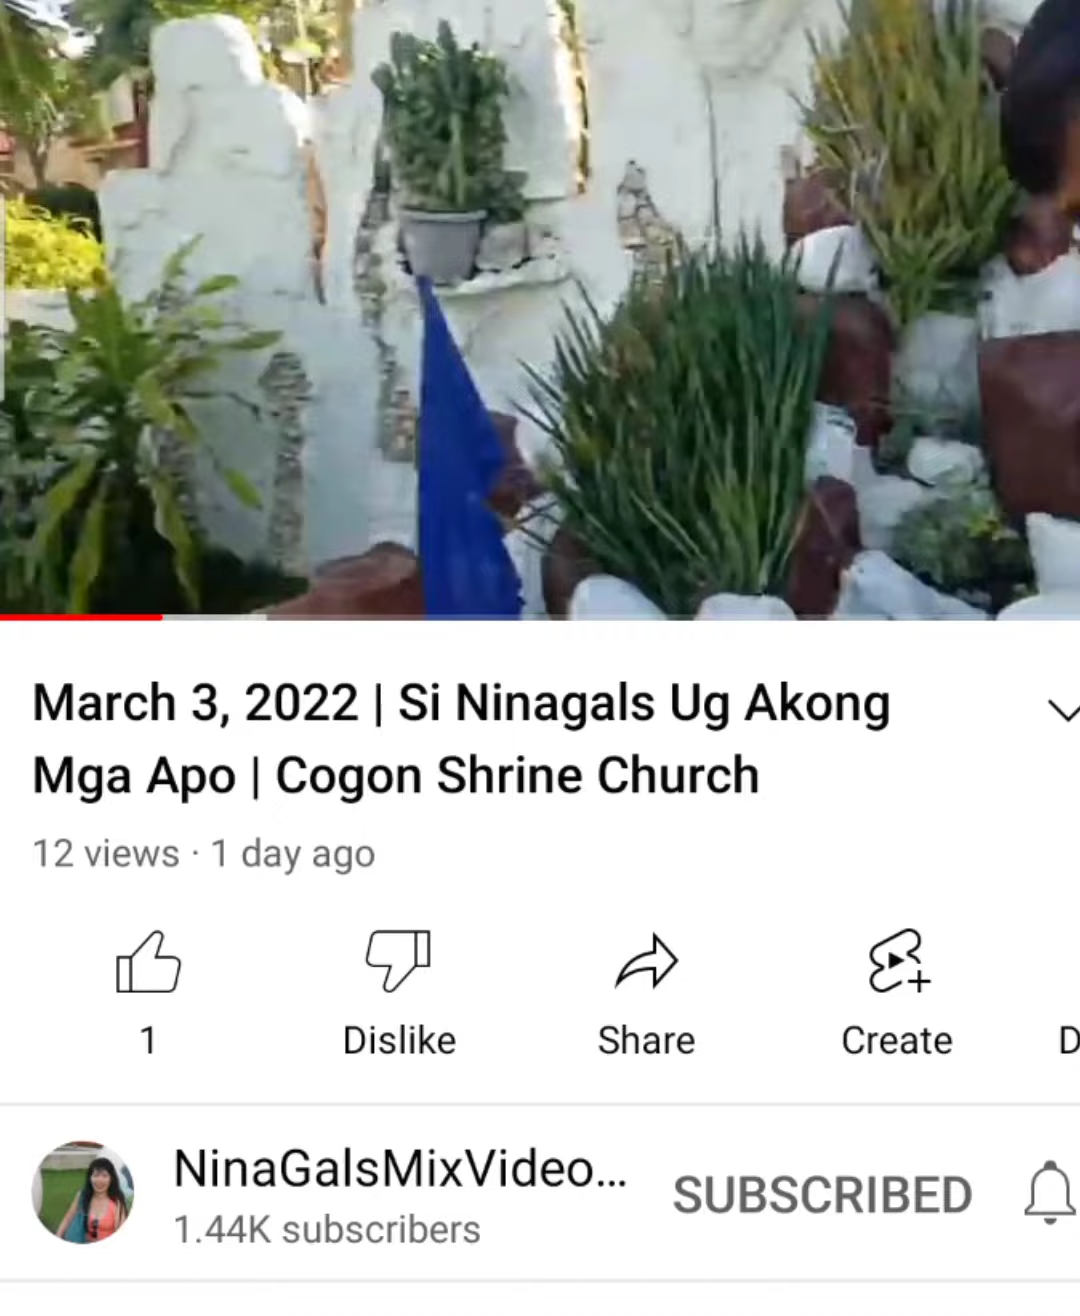 March 3, 2022 | Si Ninagals Ug Akong
Mga Apo | Cogon Shrine Church
12 views · 1 day ago
1 Dislike Share Create D
NinaGalsMixVideo...
SUBSCRIBED
1.44K subscribers